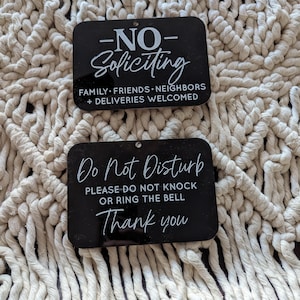 -NO-
Soliciting
FAMILY · FRIENDS · NEIGHBORS
+ DELIVERIES WELCOMED
Do Not Disturb
PLEASE DO NOT KNOCK
OR RING THE BELL
Thank you